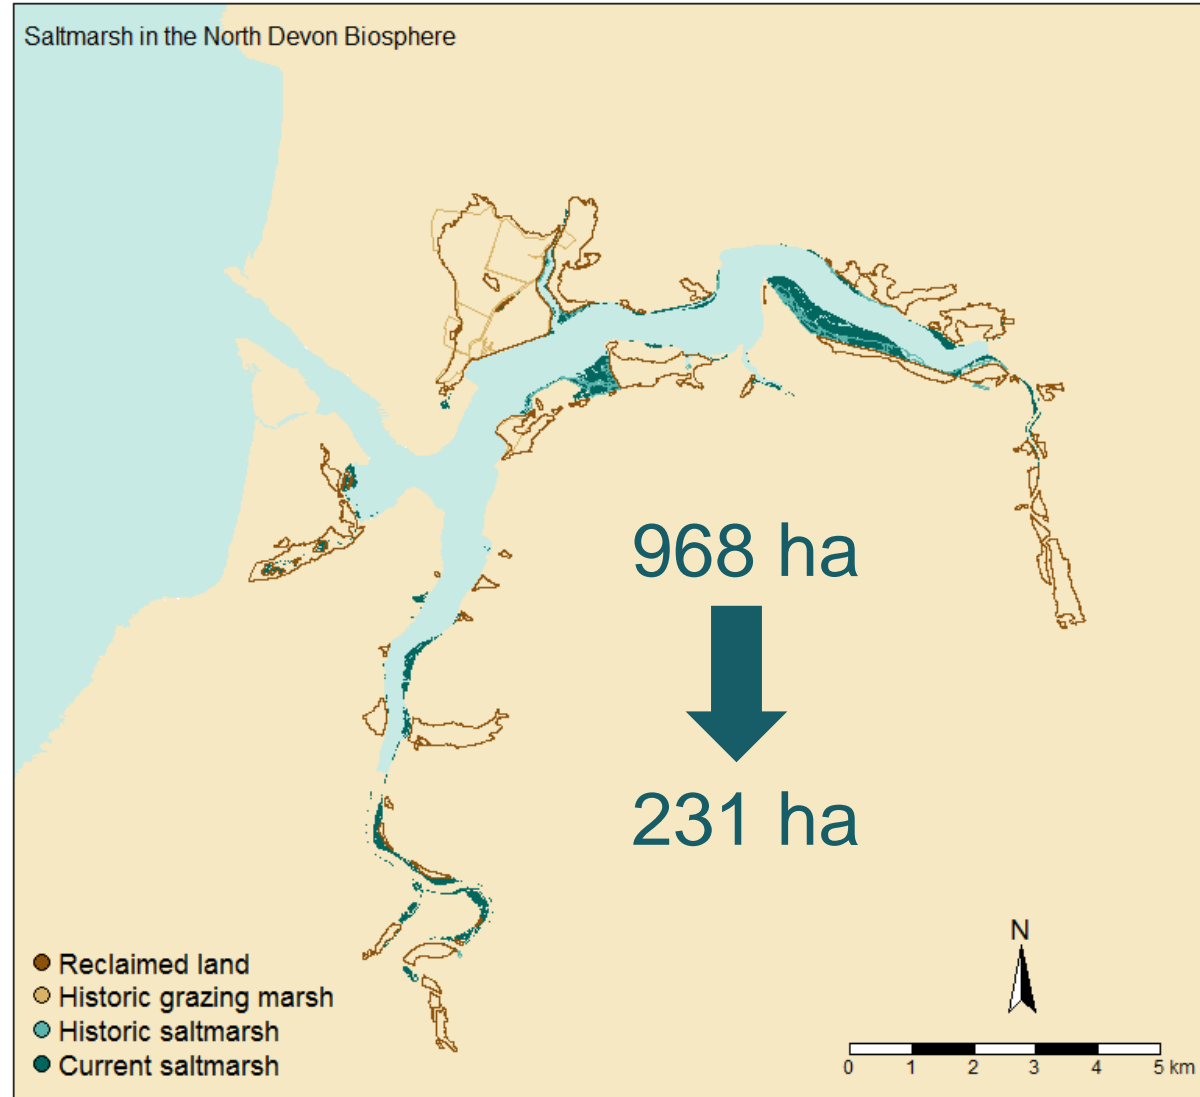 Saltmarsh in the North Devon Biosphere
968 ha
231 ha
Reclaimed land
Historic grazing marsh
Historic saltmarsh
Current saltmarsh
N
0 1 2 3 4 5 km